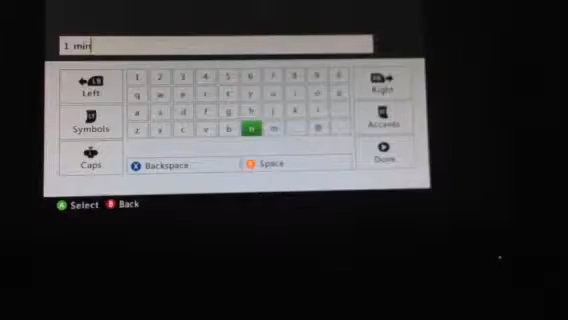 1 min
1 2 3 4 5 6 7 8 9 0
LB
Left
RB
Right
q w e r t y u i o p
a s d f g h j k l
LT
Symbols
Accents
z x c v b n m @
Caps
Done
X Backspace
Y Space
A Select B Back